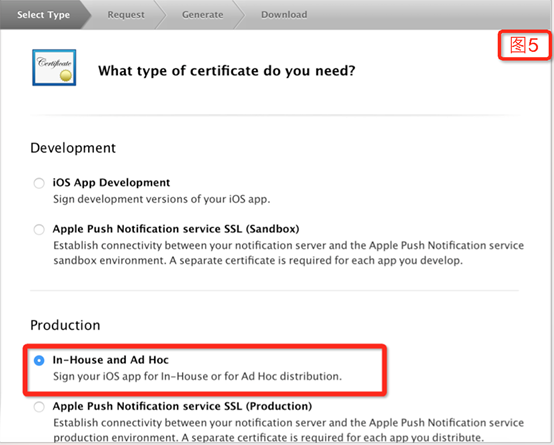 Select Type
Request
Generate
Download
图5
Certificate
What type of certificate do you need?
Development
iOS App Development
Sign development versions of your iOS app.
Apple Push Notification service SSL (Sandbox)
Establish connectivity between your notification server and the Apple Push Notification service
sandbox environment. A separate certificate is required for each app you develop.
Production
In-House and Ad Hoc
Sign your iOS app for In-House or for Ad Hoc distribution.
Apple Push Notification service SSL (Production)
Establish connectivity between your notification server and the Apple Push Notification service
production environment. A separate certificate is required for each app you distribute.